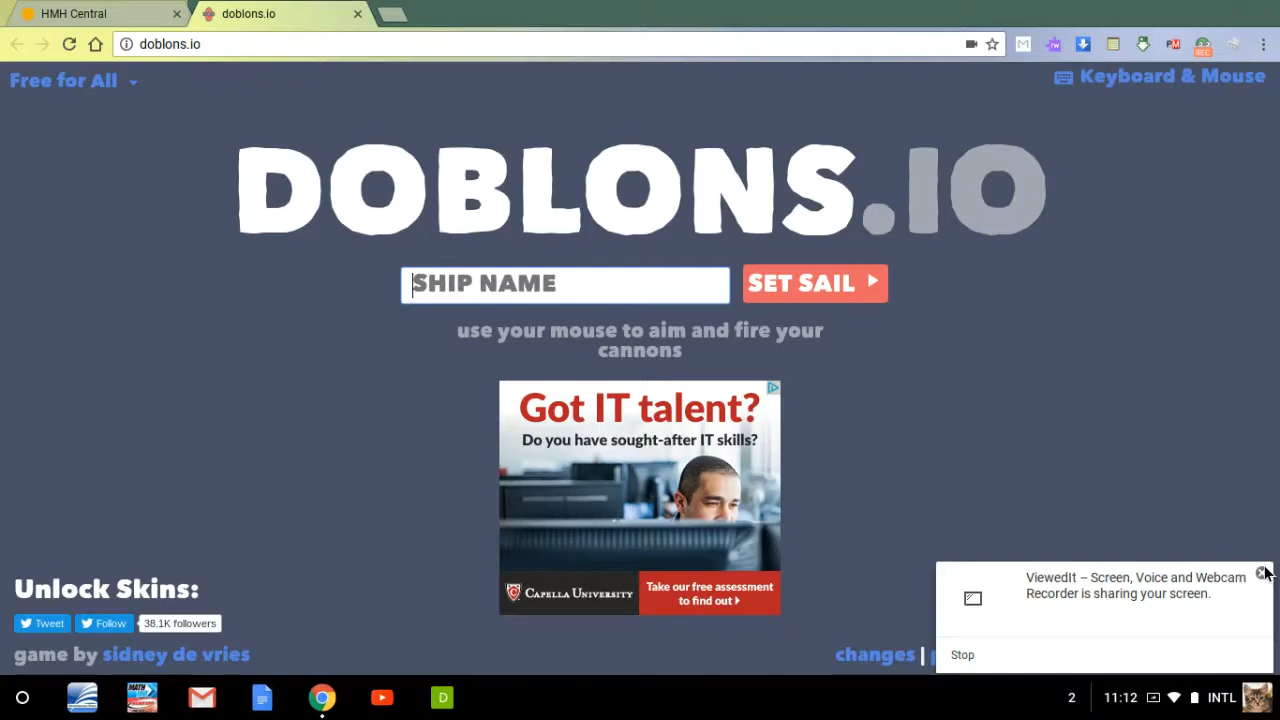 HMH Central
doblons.io
doblons.io
Free for All
Keyboard & Mouse
DOBLONS.IO
SHIP NAME
SET SAIL
use your mouse to aim and fire your
cannons
Got IT talent?
Do you have sought-after IT skills?
CAPELLA UNIVERSITY
Take our free assessment
to find out
Unlock Skins:
Tweet
Follow
38.1K followers
game by sidney de vries
changes |
ViewedIt – Screen, Voice and Webcam
Recorder is sharing your screen.
Stop
REC
D
2
11:12
INTL